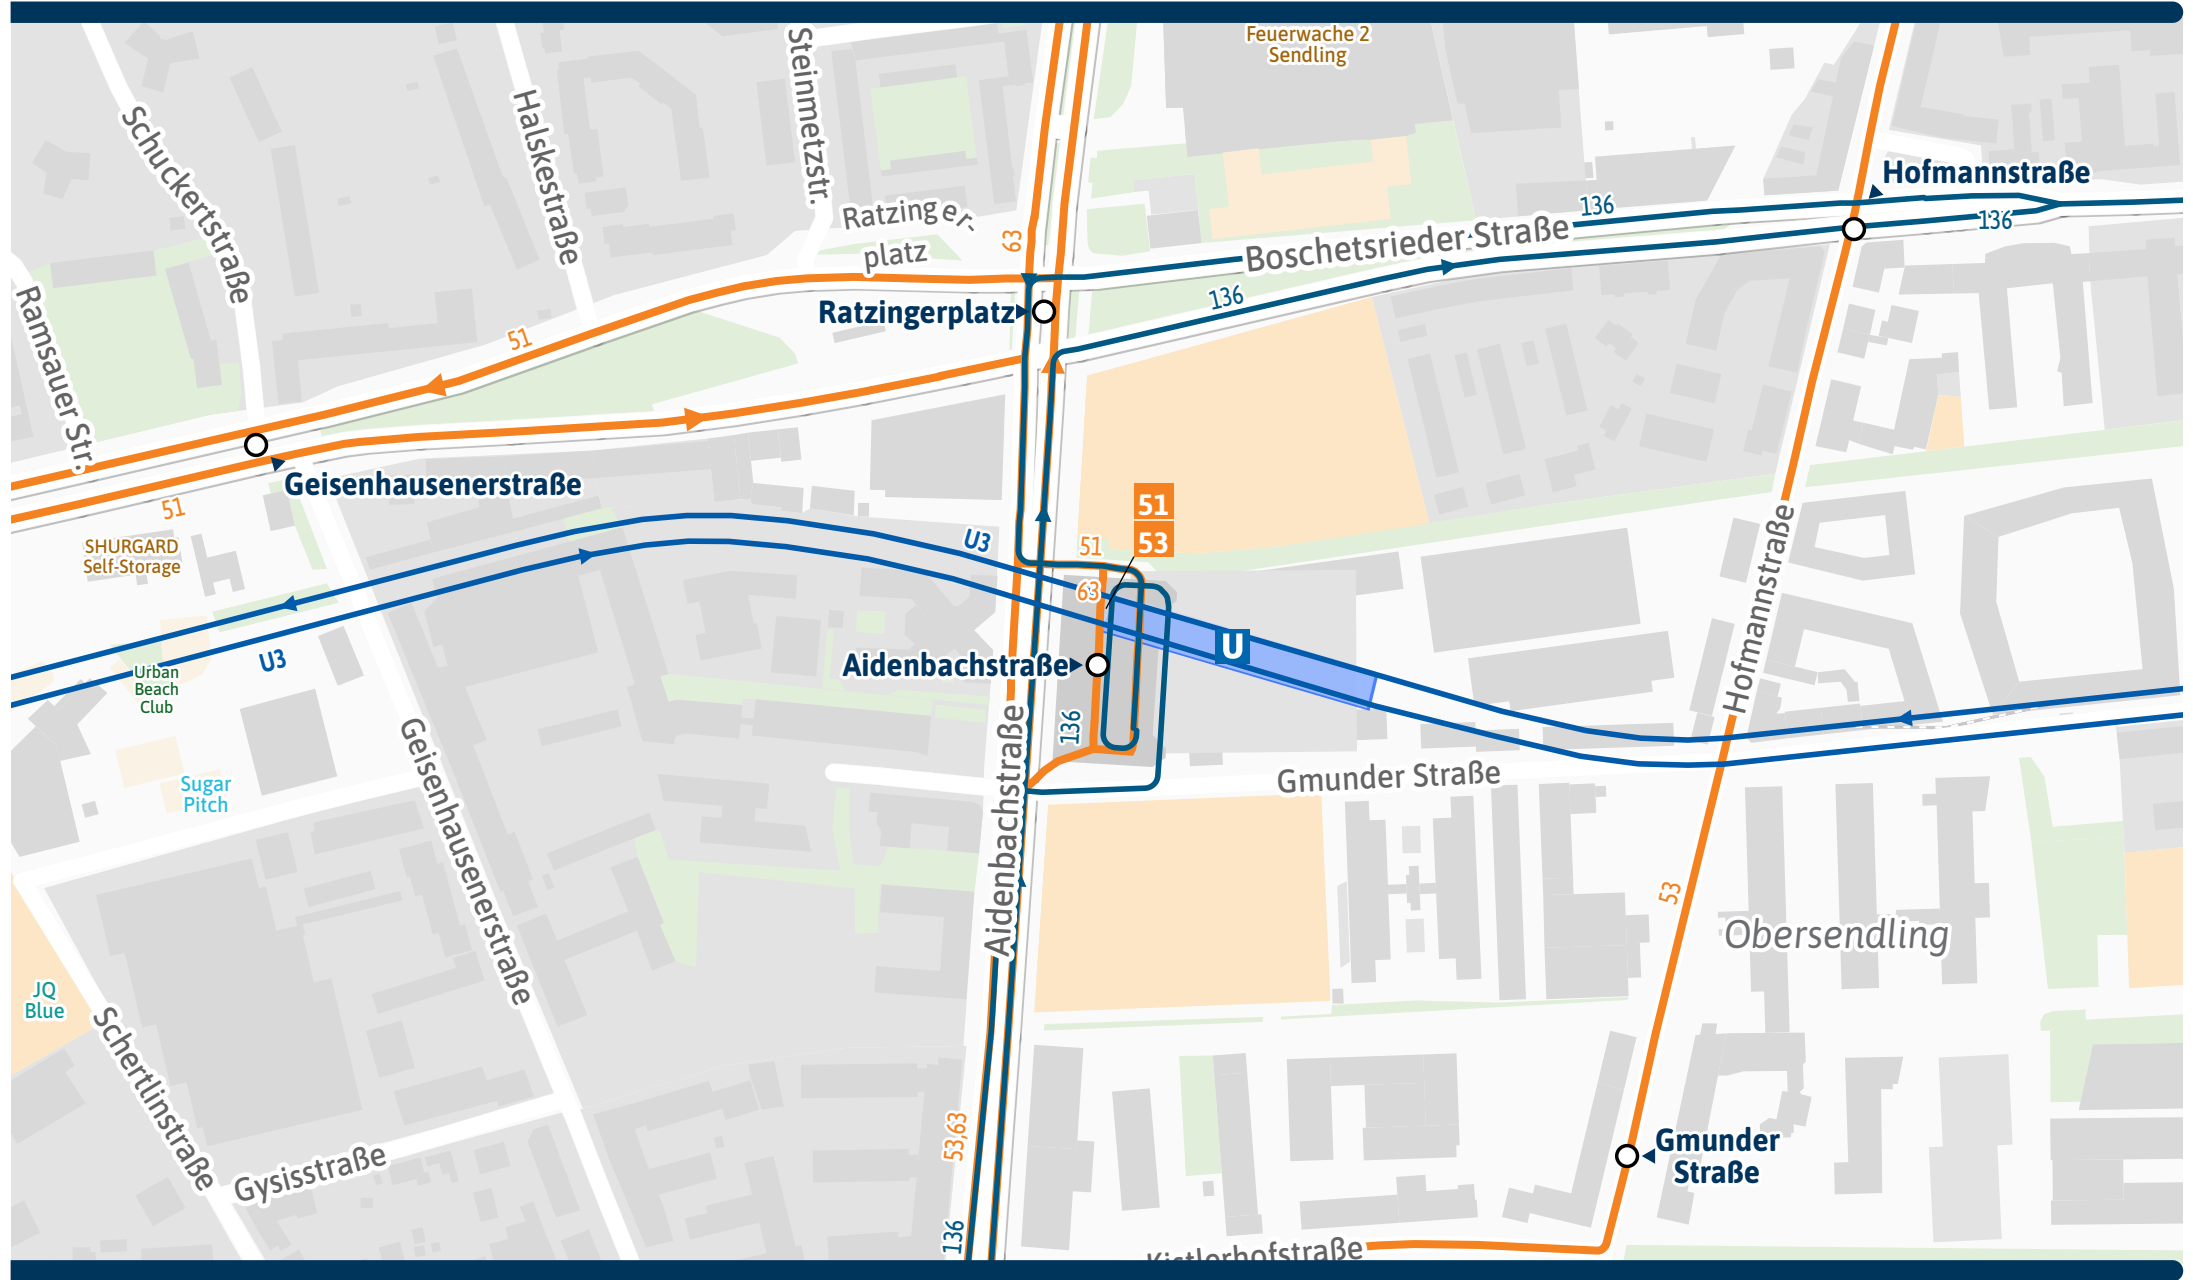 Feuerwache 2
Sendling
Steinmetzstr.
Schuckertstraße
Halskestraße
63
Ratzinger-
platz
Hofmannstraße
136
136
Boschetsrieder Straße
136
Ratzingerplatz
Ramsauer Str.
51
Geisenhausenerstraße
51
51
53
SHURGARD
Self-Storage
U3
51
63
Hofmannstraße
U
U3
Aidenbachstraße
Urban
Beach
Club
136
Gmunder Straße
Sugar
Pitch
Geisenhausenerstraße
Aidenbachstraße
53
Obersendling
JQ
Blue
Schertlinstraße
53,63
Gmunder
Straße
Gysisstraße
136
Kistlerhofstraße